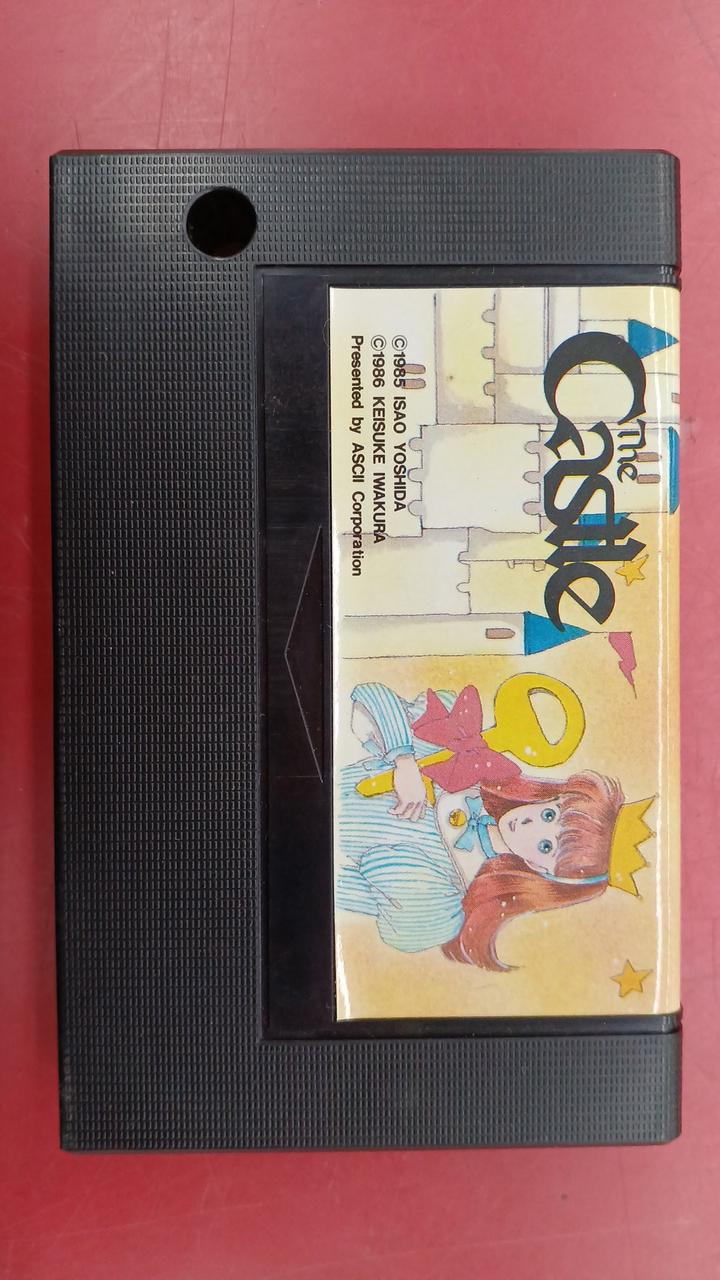 The
Castle
©1985 ISAO YOSHIDA
©1986 KEISUKE IWAKURA
Presented by ASCII Corporation